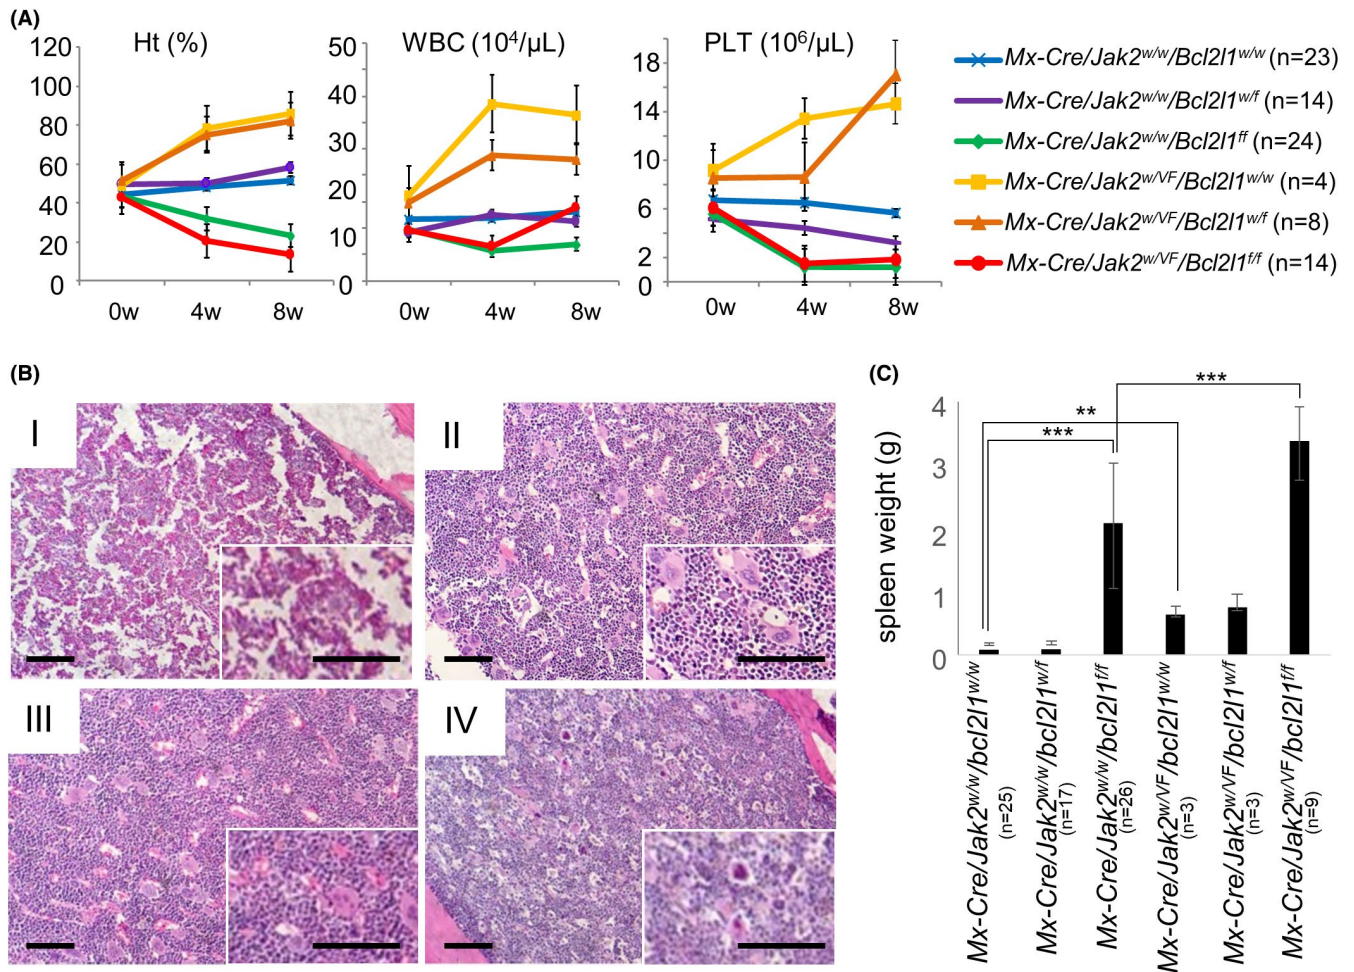 (A)
Ht (%)
120
100
80
60
40
20
0
0w 4w 8w
WBC (10⁴/µL)
50
40
30
20
10
0
0w 4w 8w
PLT (10⁶/µL)
18
14
10
6
2
0
0w 4w 8w
Mx-Cre/Jak2ʷ/ʷ/Bcl2l1ʷ/ʷ (n=23)
Mx-Cre/Jak2ʷ/ʷ/Bcl2l1ʷ/ᶠ (n=14)
Mx-Cre/Jak2ʷ/ʷ/Bcl2l1ᶠᶠ (n=24)
Mx-Cre/Jak2ʷ/ⱽF/Bcl2l1ʷ/ʷ (n=4)
Mx-Cre/Jak2ʷ/ⱽF/Bcl2l1ʷ/ᶠ (n=8)
Mx-Cre/Jak2ʷ/ⱽF/Bcl2l1ᶠ/ᶠ (n=14)
(B)
I
II
III
IV
(C)
spleen weight (g)
4
3
2
1
0
***
**
***
Mx-Cre/Jak2ʷ/ʷ/bcl2l1ʷ/ʷ
(n=25)
Mx-Cre/Jak2ʷ/ʷ/bcl2l1ʷ/ᶠ
(n=17)
Mx-Cre/Jak2ʷ/ʷ/bcl2l1ᶠ/ᶠ
(n=26)
Mx-Cre/Jak2ʷ/ⱽF/bcl2l1ʷ/ʷ
(n=3)
Mx-Cre/Jak2ʷ/ⱽF/bcl2l1ʷ/ᶠ
(n=3)
Mx-Cre/Jak2ʷ/ⱽF/bcl2l1ᶠ/ᶠ
(n=9)